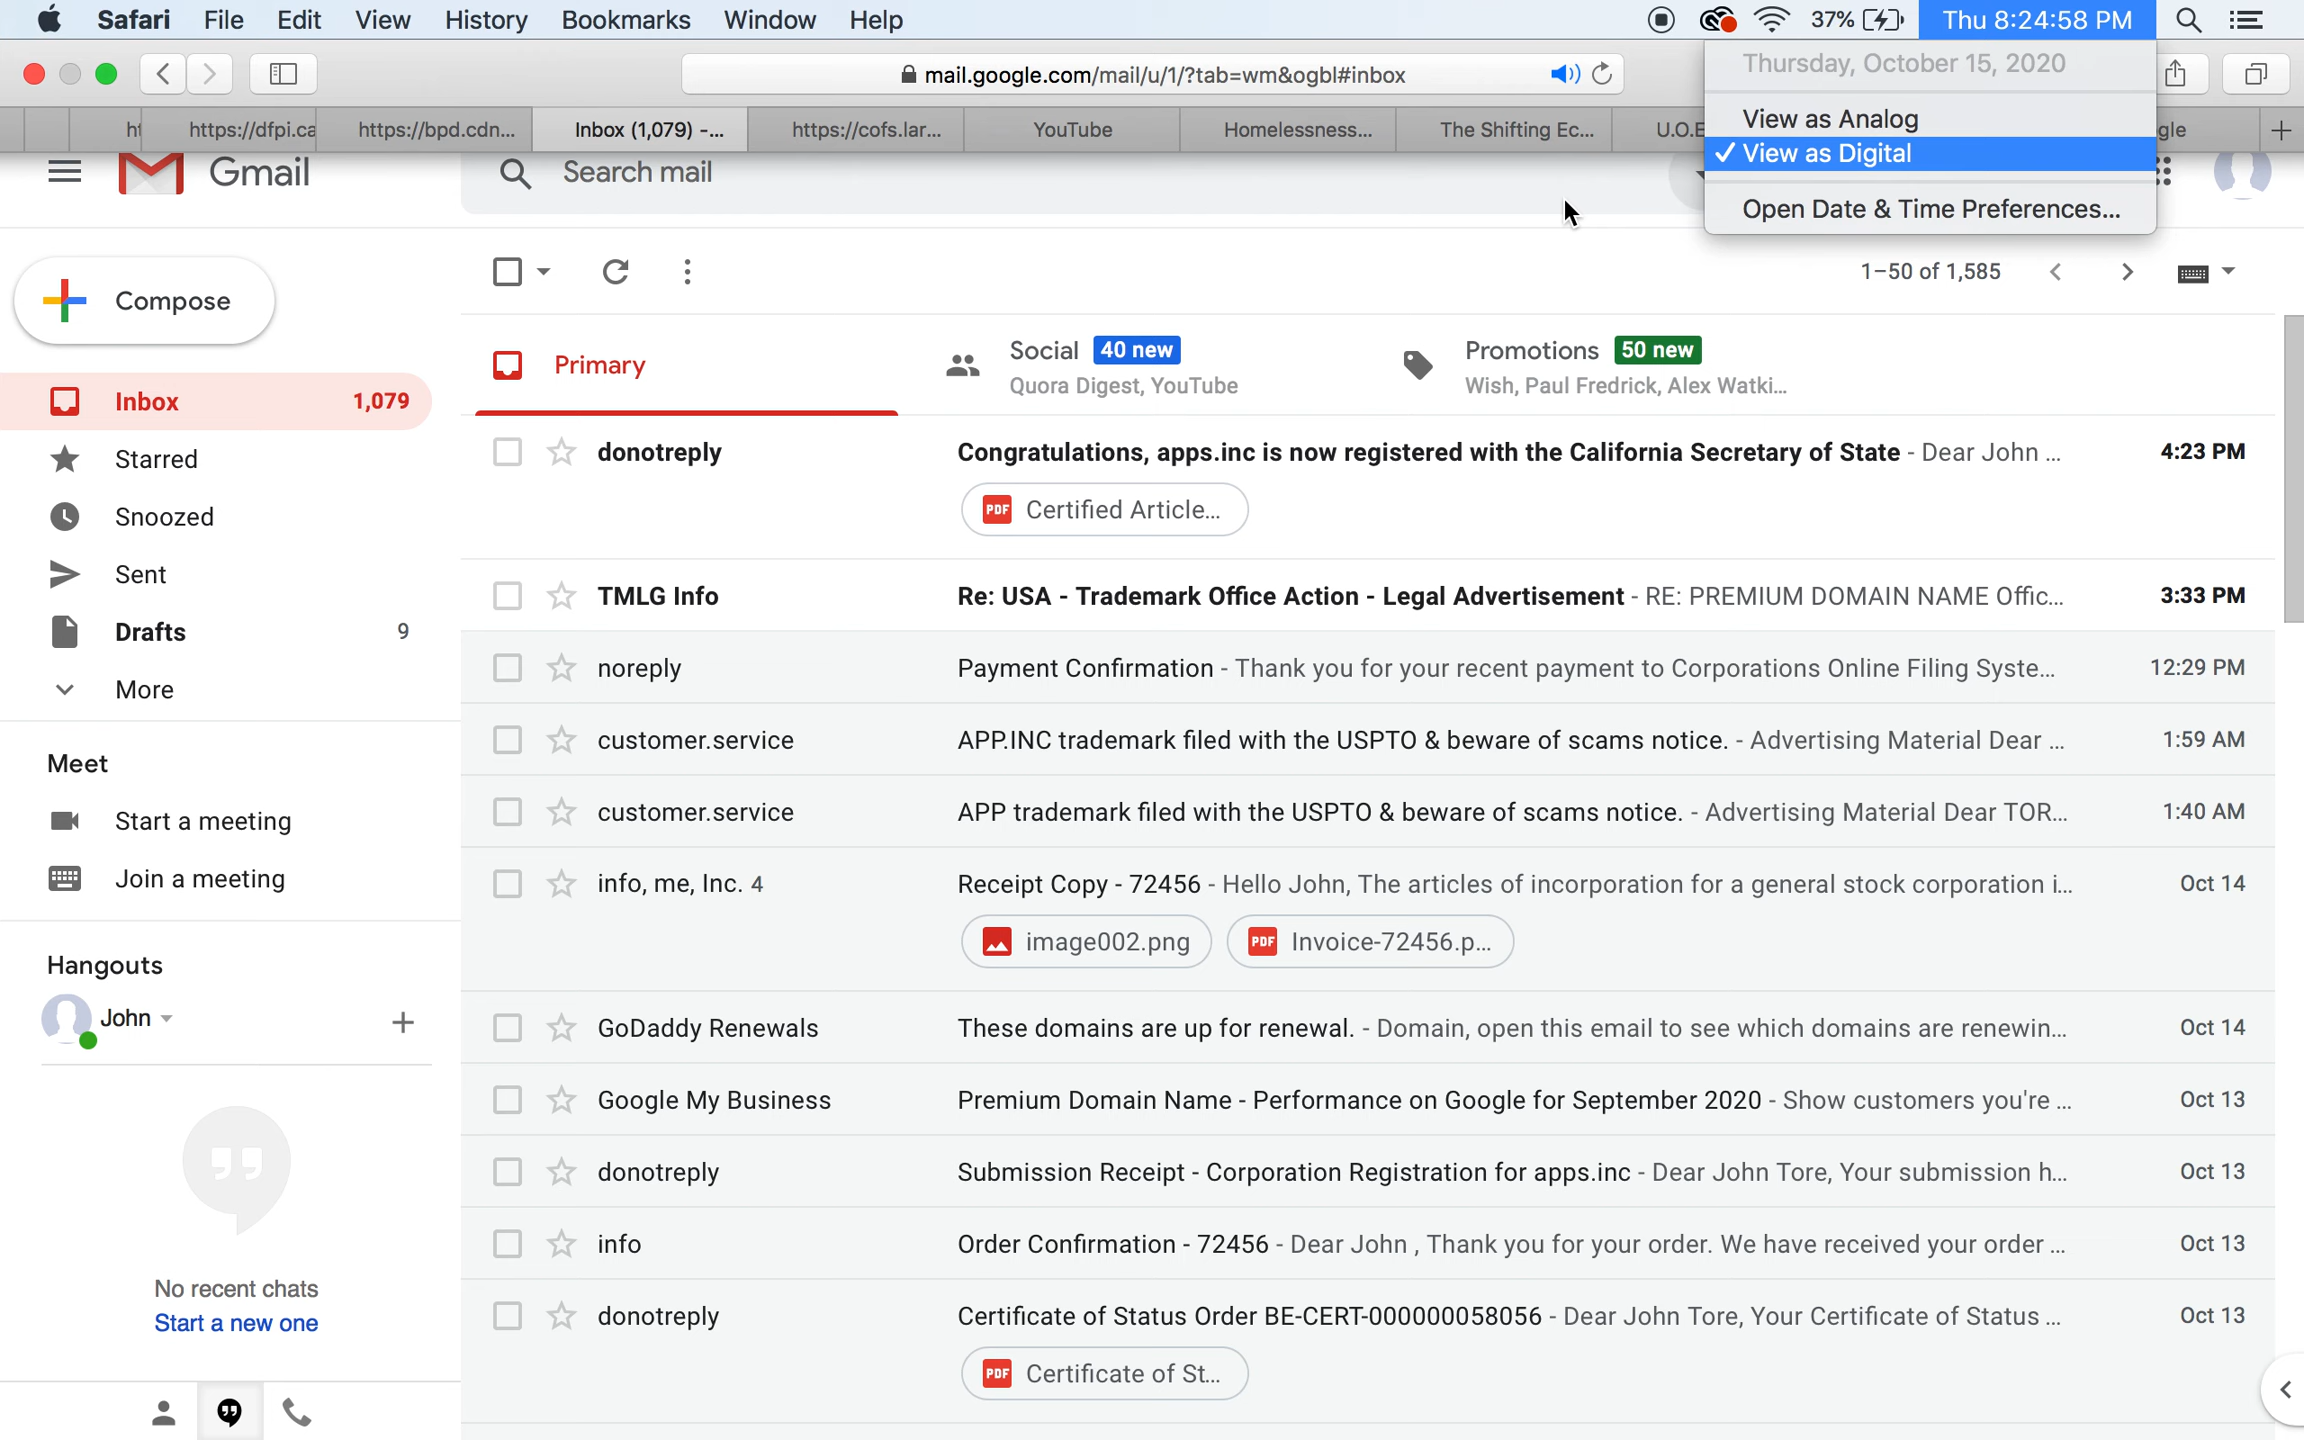 Safari File Edit View History Bookmarks Window Help 37% Thu 8:24:58 PM
mail.google.com/mail/u/1/?tab=wm&ogbl#inbox
Thursday, October 15, 2020
View as Analog
✓ View as Digital
Open Date & Time Preferences...
https://dfpi.ca https://bpd.cdn... Inbox (1,079) -... https://cofs.lar... YouTube Homelessness... The Shifting Ec... U.O.E gle
Gmail
Search mail
1–50 of 1,585
Compose
Inbox 1,079
Starred
Snoozed
Sent
Drafts 9
More
Meet
Start a meeting
Join a meeting
Hangouts
John
No recent chats
Start a new one
Primary
Social 40 new
Quora Digest, YouTube
Promotions 50 new
Wish, Paul Fredrick, Alex Watki...
donotreply Congratulations, apps.inc is now registered with the California Secretary of State - Dear John ... 4:23 PM
PDF Certified Article...
TMLG Info Re: USA - Trademark Office Action - Legal Advertisement - RE: PREMIUM DOMAIN NAME Offic... 3:33 PM
noreply Payment Confirmation - Thank you for your recent payment to Corporations Online Filing Syste... 12:29 PM
customer.service APP.INC trademark filed with the USPTO & beware of scams notice. - Advertising Material Dear ... 1:59 AM
customer.service APP trademark filed with the USPTO & beware of scams notice. - Advertising Material Dear TOR... 1:40 AM
info, me, Inc. 4 Receipt Copy - 72456 - Hello John, The articles of incorporation for a general stock corporation i... Oct 14
image002.png PDF Invoice-72456.p...
GoDaddy Renewals These domains are up for renewal. - Domain, open this email to see which domains are renewin... Oct 14
Google My Business Premium Domain Name - Performance on Google for September 2020 - Show customers you're ... Oct 13
donotreply Submission Receipt - Corporation Registration for apps.inc - Dear John Tore, Your submission h... Oct 13
info Order Confirmation - 72456 - Dear John , Thank you for your order. We have received your order ... Oct 13
donotreply Certificate of Status Order BE-CERT-000000058056 - Dear John Tore, Your Certificate of Status ... Oct 13
PDF Certificate of St...